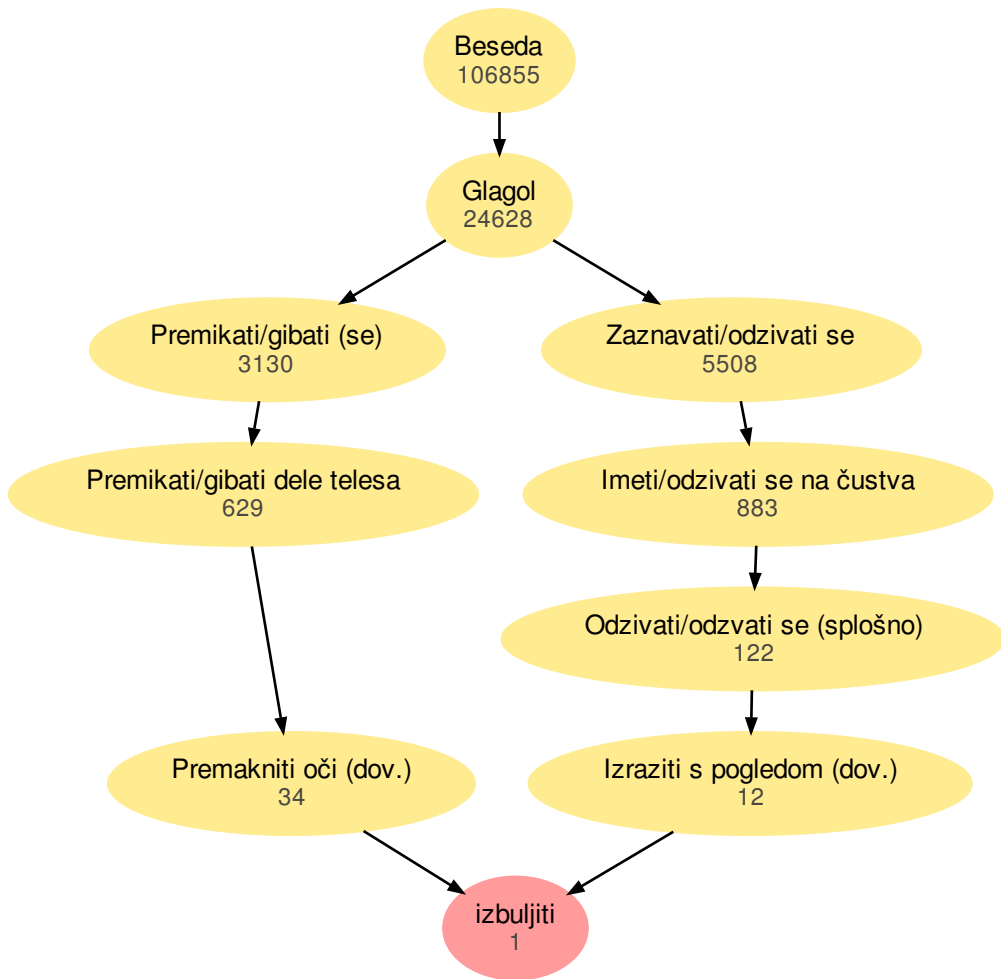 Beseda
106855
Glagol
24628
Premikati/gibati (se)
3130
Zaznavati/odzivati se
5508
Premikati/gibati dele telesa
629
Imeti/odzivati se na čustva
883
Odzivati/odzvati se (splošno)
122
Premakniti oči (dov.)
34
Izraziti s pogledom (dov.)
12
izbuljiti
1